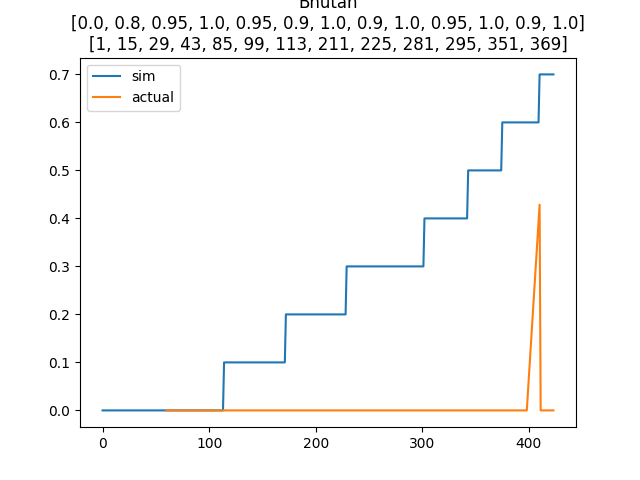 Bhutan
[0.0, 0.8, 0.95, 1.0, 0.95, 0.9, 1.0, 0.9, 1.0, 0.95, 1.0, 0.9, 1.0]
[1, 15, 29, 43, 85, 99, 113, 211, 225, 281, 295, 351, 369]
sim
actual
0.7
0.6
0.5
0.4
0.3
0.2
0.1
0.0
0 100 200 300 400